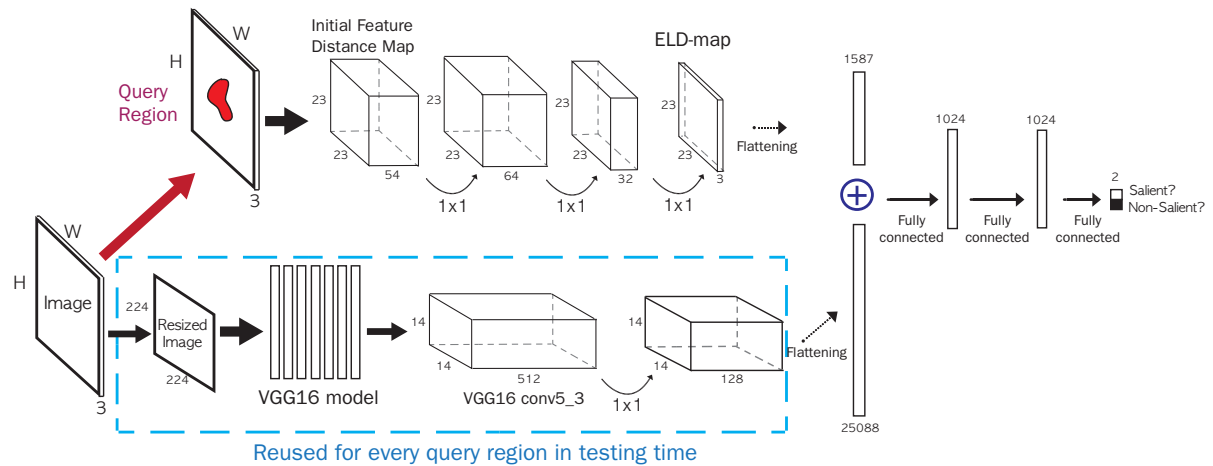 W
H
Query
Region
3
Initial Feature
Distance Map
23
23
54
1x1
23
23
64
1x1
23
23
32
1x1
ELD-map
23
23
3
Flattening
1587
1024
1024
2
Salient?
Non-Salient?
Fully
connected
Fully
connected
Fully
connected
W
H
Image
3
224
Resized
Image
224
VGG16 model
14
14
512
VGG16 conv5_3
1x1
14
14
128
Flattening
25088
Reused for every query region in testing time